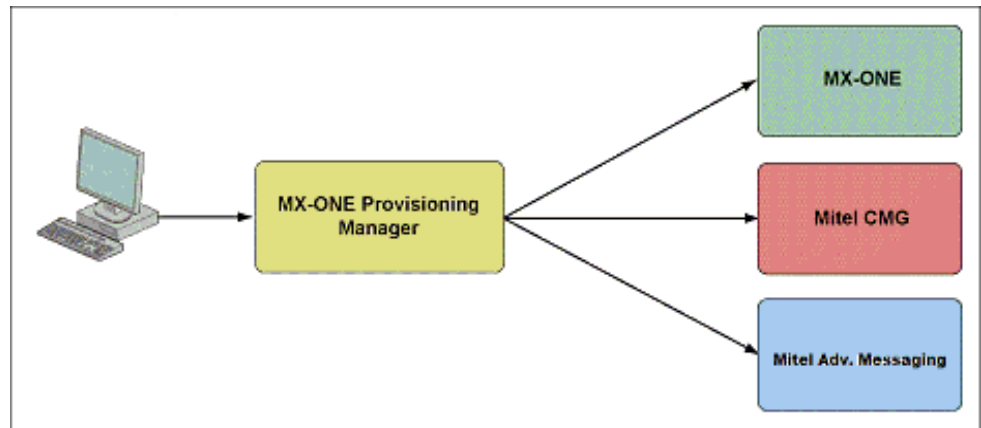 MX-ONE
MX-ONE Provisioning
Manager
Mitel CMG
Mitel Adv. Messaging